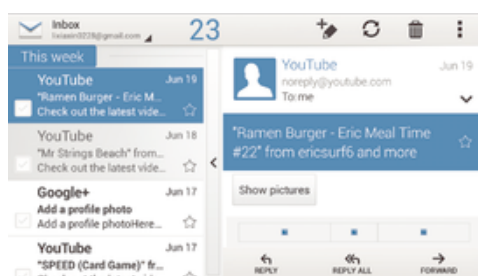 Inbox
23
This week
YouTube
Jun 19
"Ramen Burger - Eric M...
Check out the latest vide...
YouTube
Jun 18
"Mr Strings Beach" from...
Check out the latest vide...
Google+
Jun 17
Add a profile photo
Add a profile photoHere...
YouTube
Jun 17
"SPEED (Card Game)" fr...
YouTube
Jun 19
noreply@youtube.com
To: me
"Ramen Burger - Eric Meal Time
#22" from ericsurf6 and more
Show pictures
REPLY
REPLY ALL
FORWARD